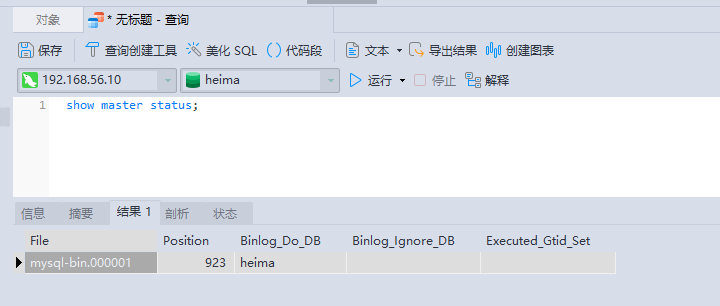 对象 * 无标题 - 查询
保存 查询创建工具 美化 SQL () 代码段 文本 导出结果 创建图表
192.168.56.10 heima 运行 停止 解释
1 show master status;
信息 摘要 结果 1 剖析 状态
File Position Binlog_Do_DB Binlog_Ignore_DB Executed_Gtid_Set
mysql-bin.000001 923 heima